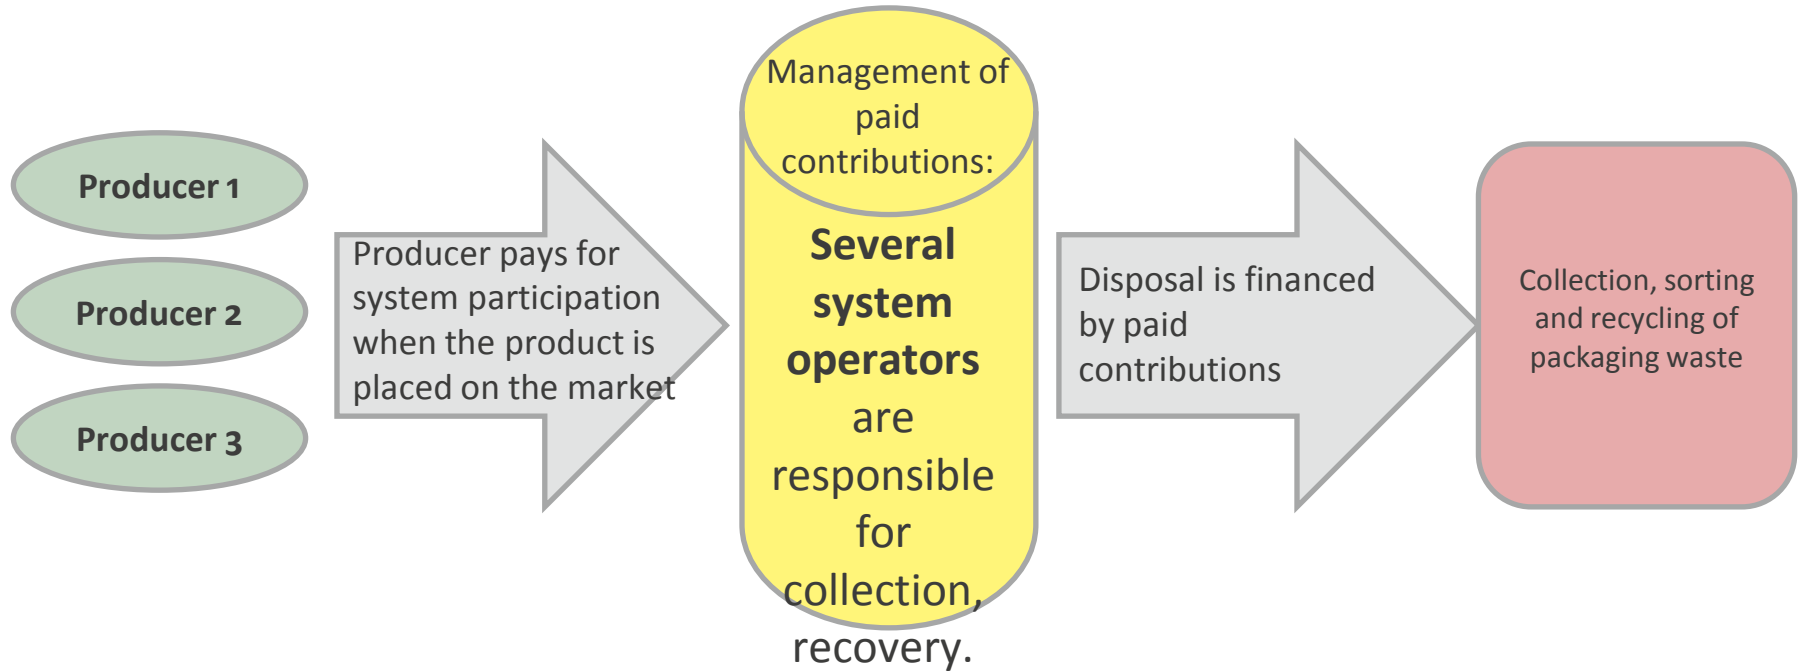 Producer 1
Producer 2
Producer 3
Producer pays for
system participation
when the product is
placed on the market
Management of
paid
contributions:
Several
system
operators
are
responsible
for
collection,
recovery.
Disposal is financed
by paid
contributions
Collection, sorting
and recycling of
packaging waste